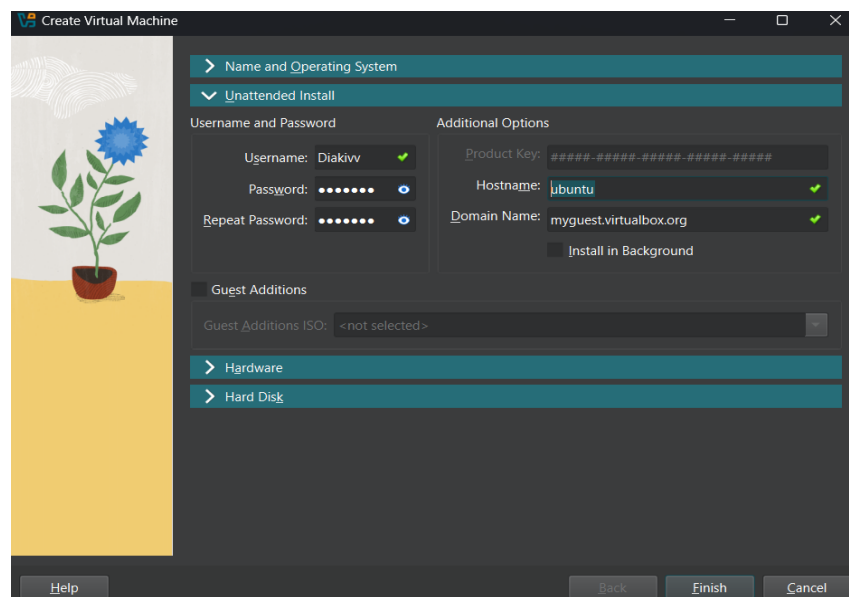 Create Virtual Machine
Name and Operating System
Unattended Install
Username and Password
Username: Diakivv
Password: ●●●●●●●
Repeat Password: ●●●●●●●
Additional Options
Product Key: #####-#####-#####-#####-#####
Hostname: ubuntu
Domain Name: myguest.virtualbox.org
Install in Background
Guest Additions
Guest Additions ISO: <not selected>
Hardware
Hard Disk
Help Back Finish Cancel